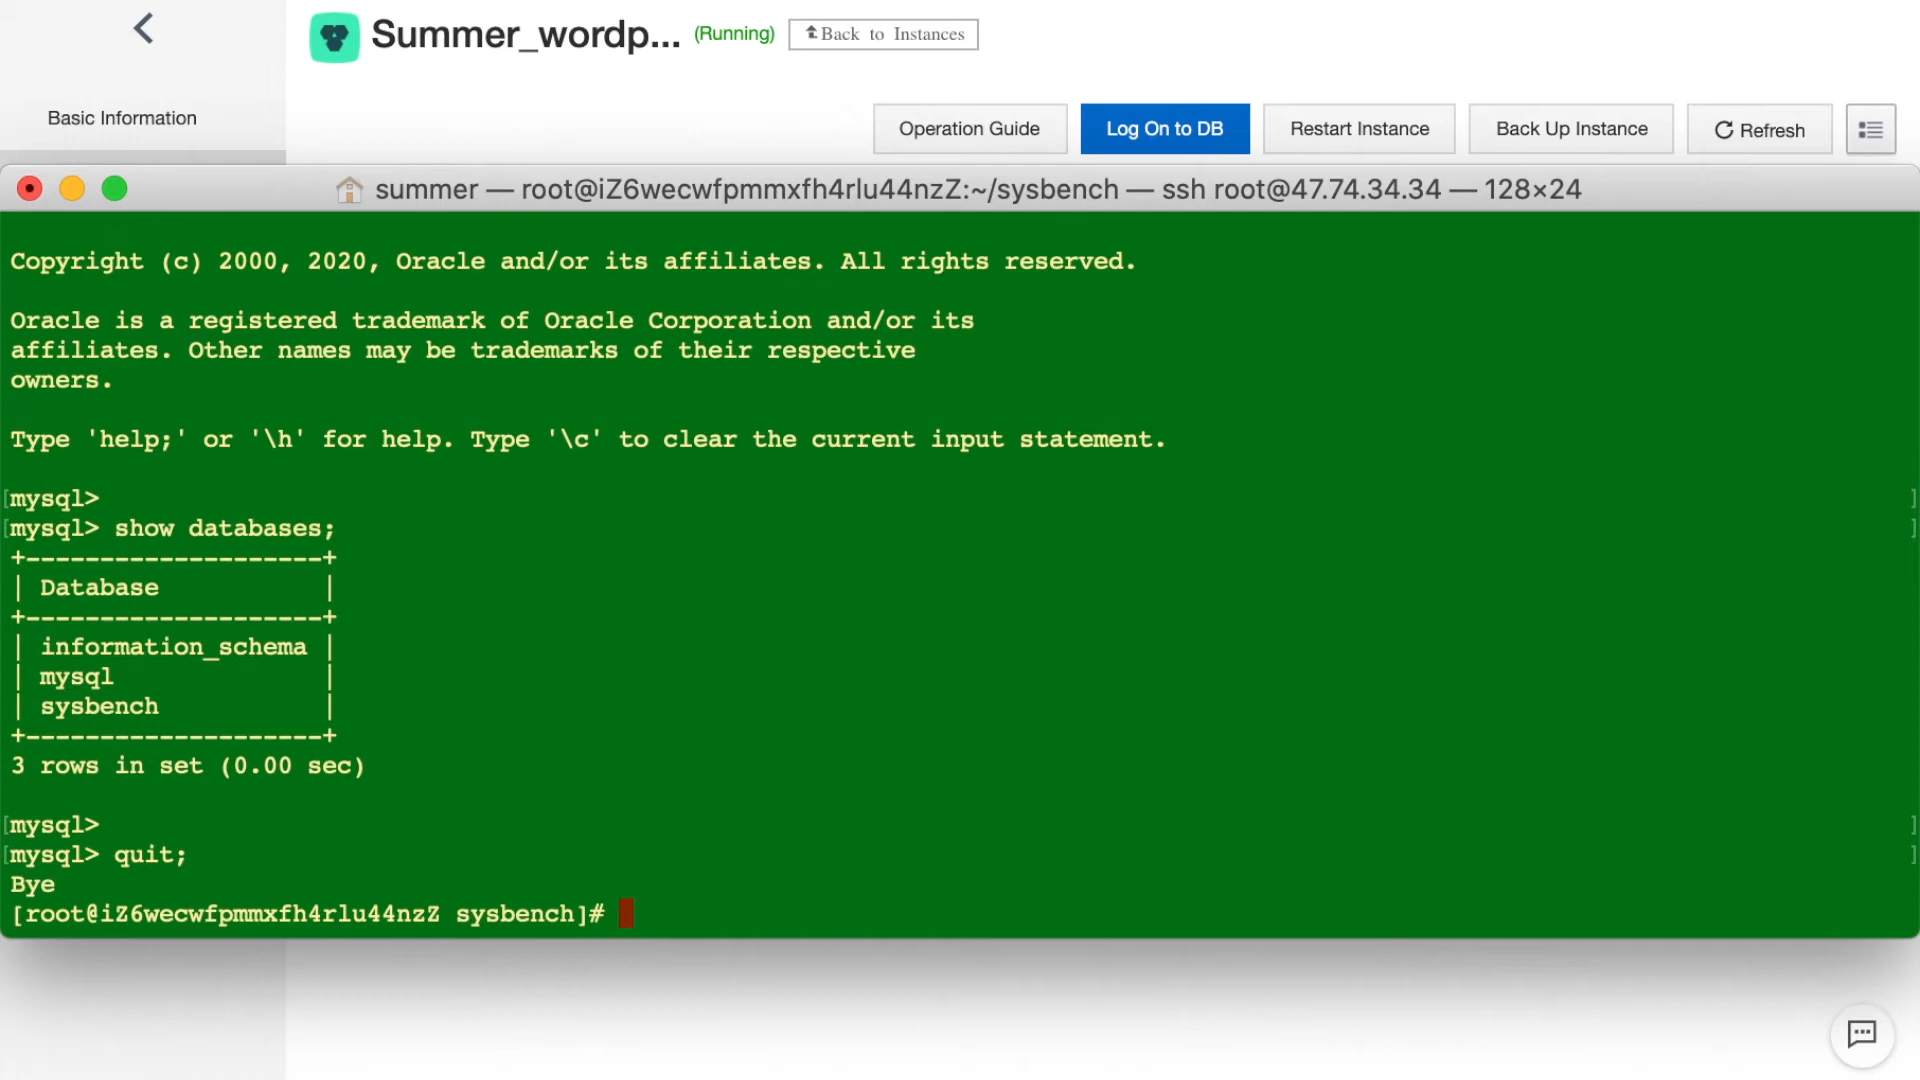 Summer_wordp... (Running) Back to Instances
Basic Information
Operation Guide Log On to DB Restart Instance Back Up Instance Refresh
summer — root@iZ6wecwfpmmxfh4rlu44nzZ:~/sysbench — ssh root@47.74.34.34 — 128×24
Copyright (c) 2000, 2020, Oracle and/or its affiliates. All rights reserved.
Oracle is a registered trademark of Oracle Corporation and/or its
affiliates. Other names may be trademarks of their respective
owners.
Type 'help;' or '\h' for help. Type '\c' to clear the current input statement.
[mysql> ]
[mysql> show databases; ]
+--------------------+
| Database           |
+--------------------+
| information_schema |
| mysql              |
| sysbench           |
+--------------------+
3 rows in set (0.00 sec)
[mysql> ]
[mysql> quit; ]
Bye
[root@iZ6wecwfpmmxfh4rlu44nzZ sysbench]#